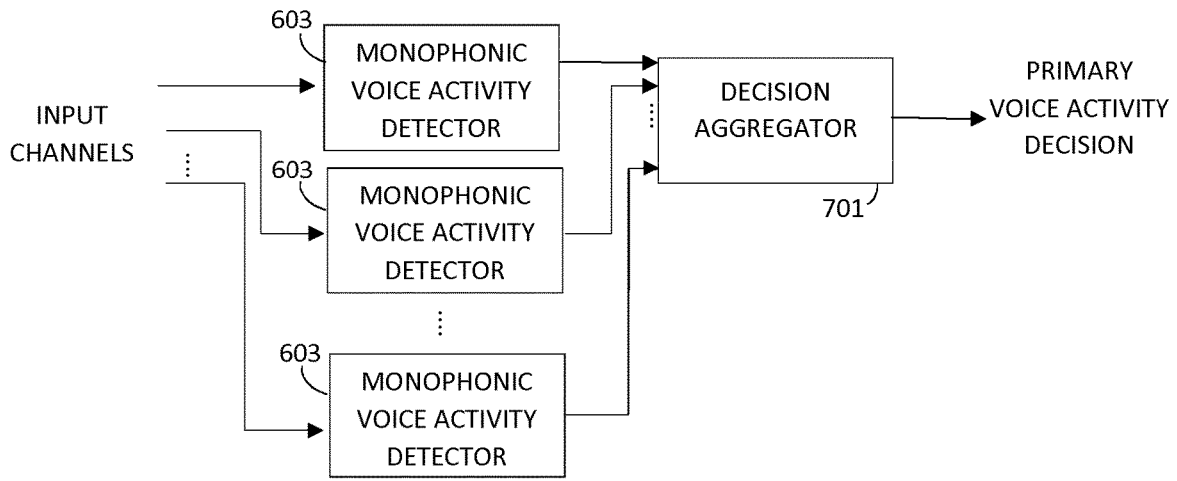 INPUT
CHANNELS
603
MONOPHONIC
VOICE ACTIVITY
DETECTOR
603
MONOPHONIC
VOICE ACTIVITY
DETECTOR
603
MONOPHONIC
VOICE ACTIVITY
DETECTOR
DECISION
AGGREGATOR
701
PRIMARY
VOICE ACTIVITY
DECISION